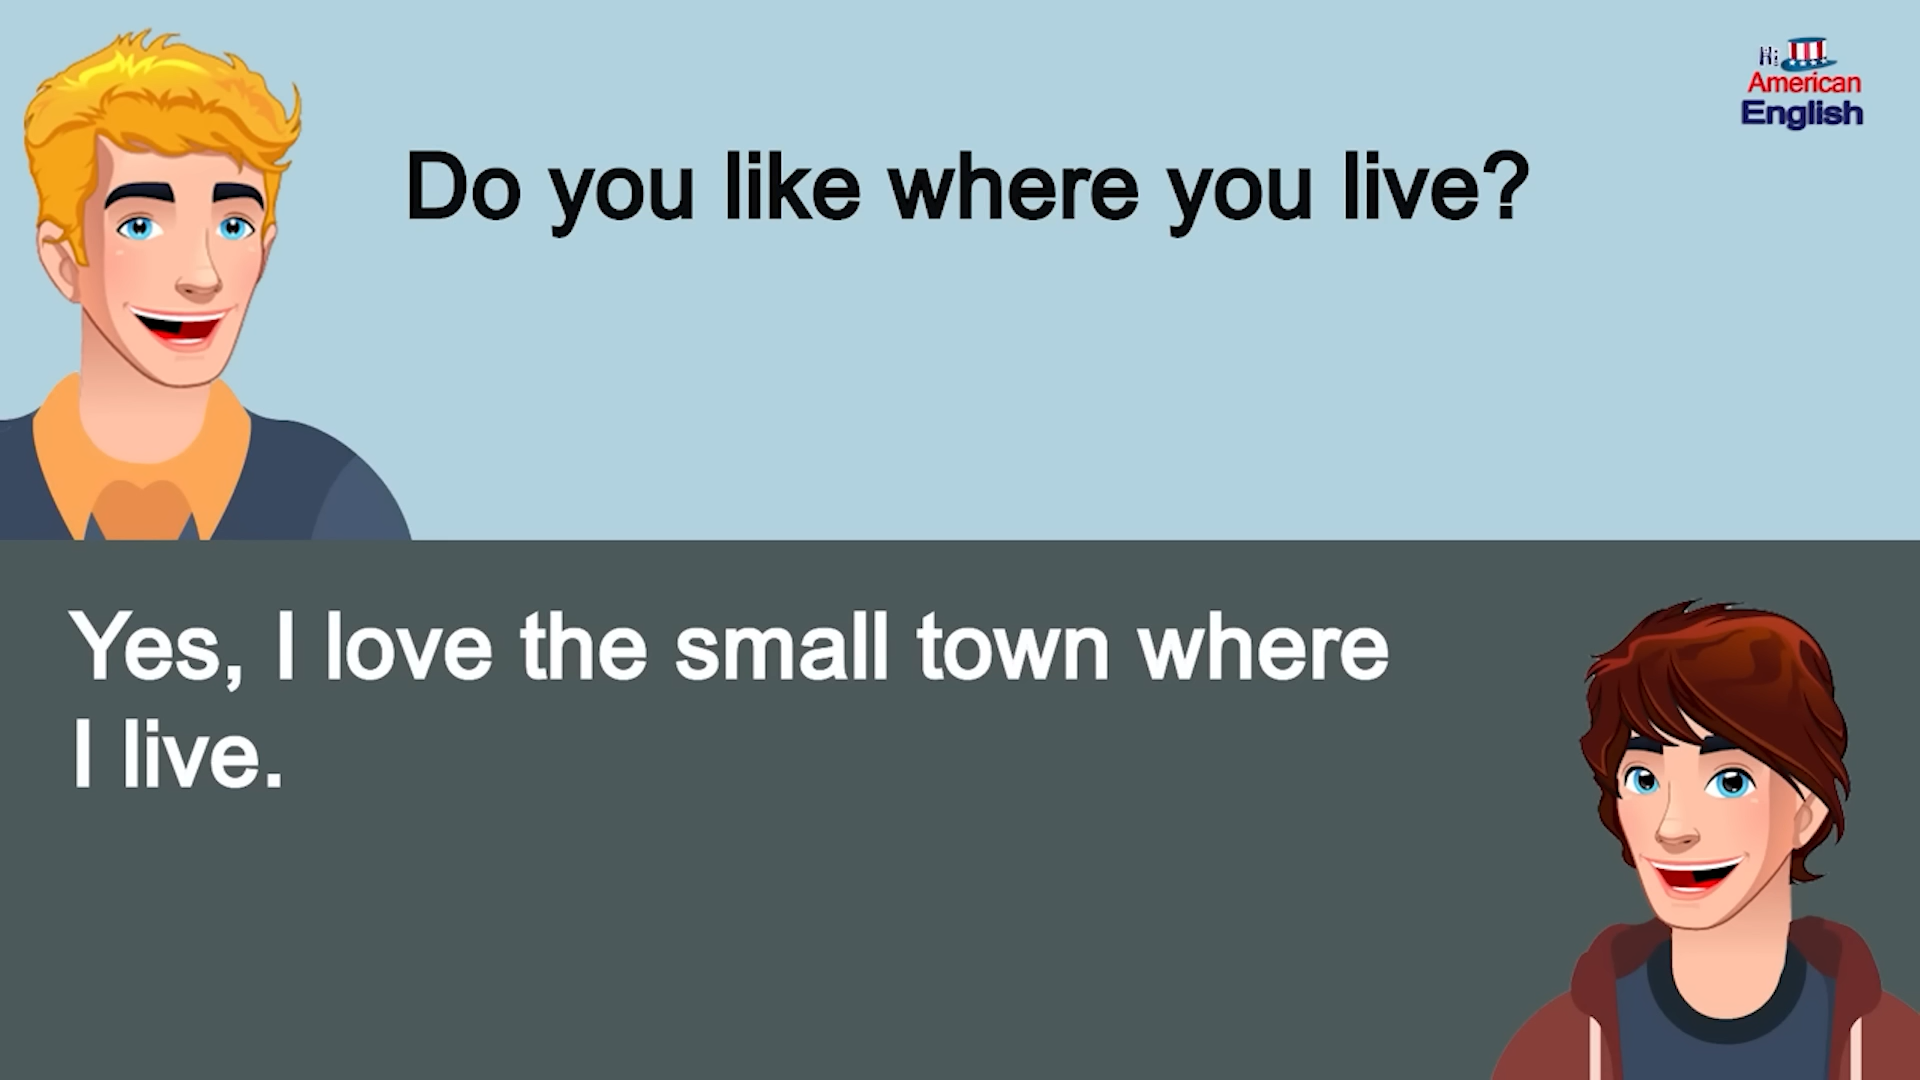 Hi
American
English
Do you like where you live?
Yes, I love the small town where
I live.